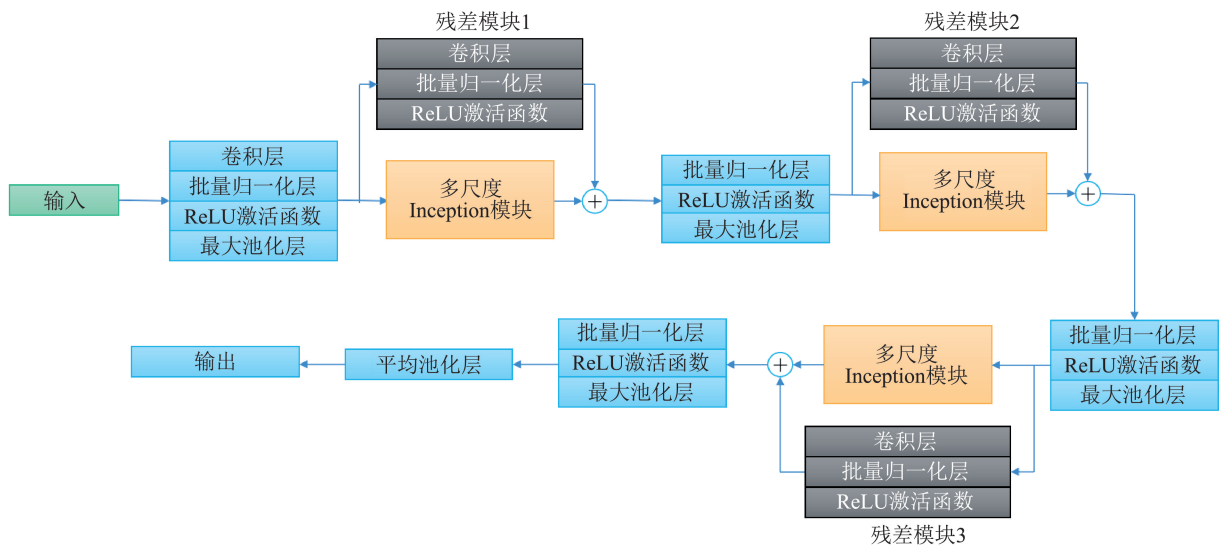 残差模块1
卷积层
批量归一化层
ReLU激活函数
残差模块2
卷积层
批量归一化层
ReLU激活函数
输入
卷积层
批量归一化层
ReLU激活函数
最大池化层
多尺度
Inception模块
+
批量归一化层
ReLU激活函数
最大池化层
多尺度
Inception模块
+
批量归一化层
ReLU激活函数
最大池化层
多尺度
Inception模块
+
批量归一化层
ReLU激活函数
最大池化层
平均池化层
输出
卷积层
批量归一化层
ReLU激活函数
残差模块3